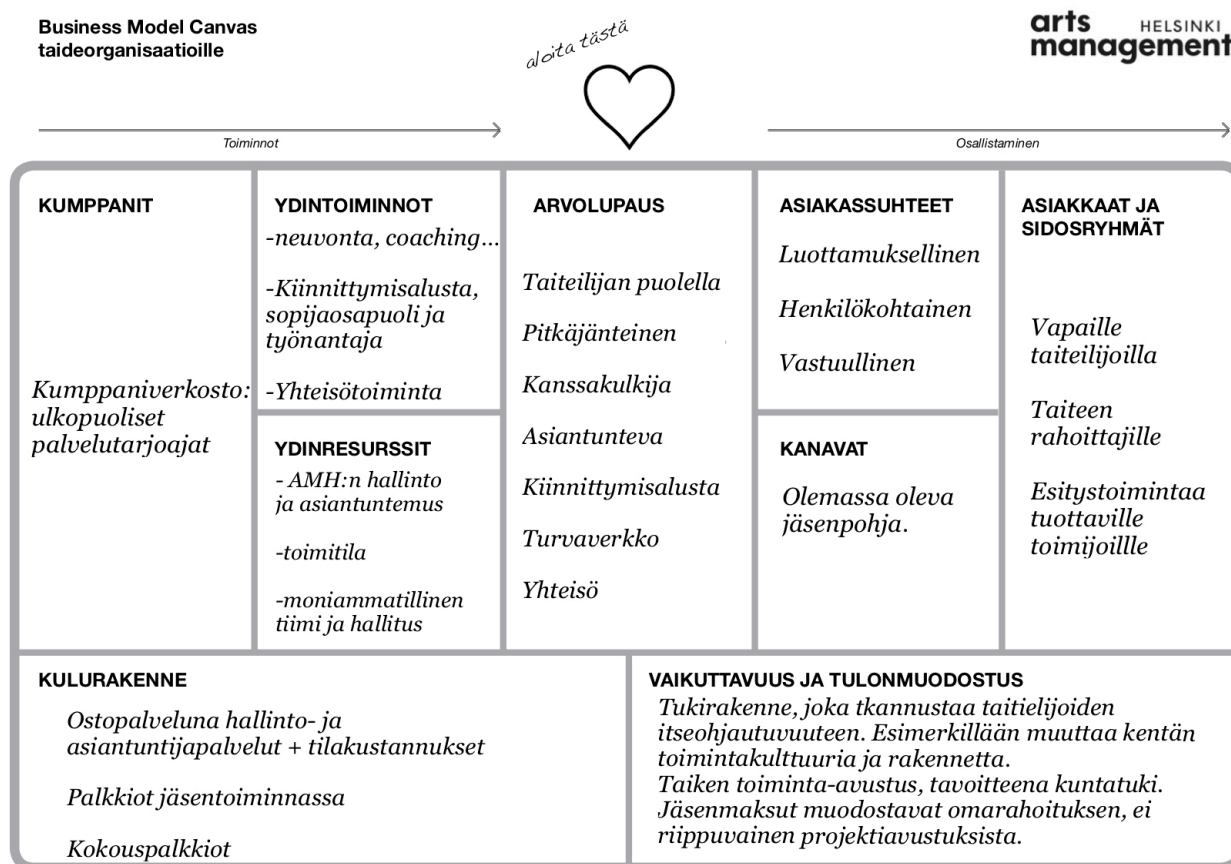 Business Model Canvas
taideorganisaatioille
aloita tästä
arts HELSINKI
management
Toiminnot
Osallistaminen
KUMPPANIT
Kumppaniverkosto:
ulkopuoliset
palvelutarjoajat
YDINTOIMINNOT
-neuvonta, coaching...
-Kiinnittymisalusta,
sopijaosapuoli ja
työnantaja
-Yhteisötoiminta
YDINRESURSSIT
- AMH:n hallinto
ja asiantuntemus
-toimitila
-moniammatillinen
tiimi ja hallitus
ARVOLUPAUS
Taiteilijan puolella
Pitkäjänteinen
Kanssakulkija
Asiantunteva
Kiinnittymisalusta
Turvaverkko
Yhteisö
ASIAKASSUHTEET
Luottamuksellinen
Henkilökohtainen
Vastuullinen
KANAVAT
Olemassa oleva
jäsenpohja.
ASIAKKAAT JA
SIDOSRYHMÄT
Vapaille
taiteilijoilla
Taiteen
rahoittajille
Esitystoimintaa
tuottaville
toimijoillle
KULURAKENNE
Ostopalveluna hallinto- ja
asiantuntijapalvelut + tilakustannukset
Palkkiot jäsentoiminnassa
Kokouspalkkiot
VAIKUTTAVUUS JA TULONMUODOSTUS
Tukirakenne, joka tkannustaa taitielijoiden
itseohjautuvuuteen. Esimerkillään muuttaa kentän
toimintakulttuuria ja rakennetta.
Taiken toiminta-avustus, tavoitteena kuntatuki.
Jäsenmaksut muodostavat omarahoituksen, ei
riippuvainen projektiavustuksista.